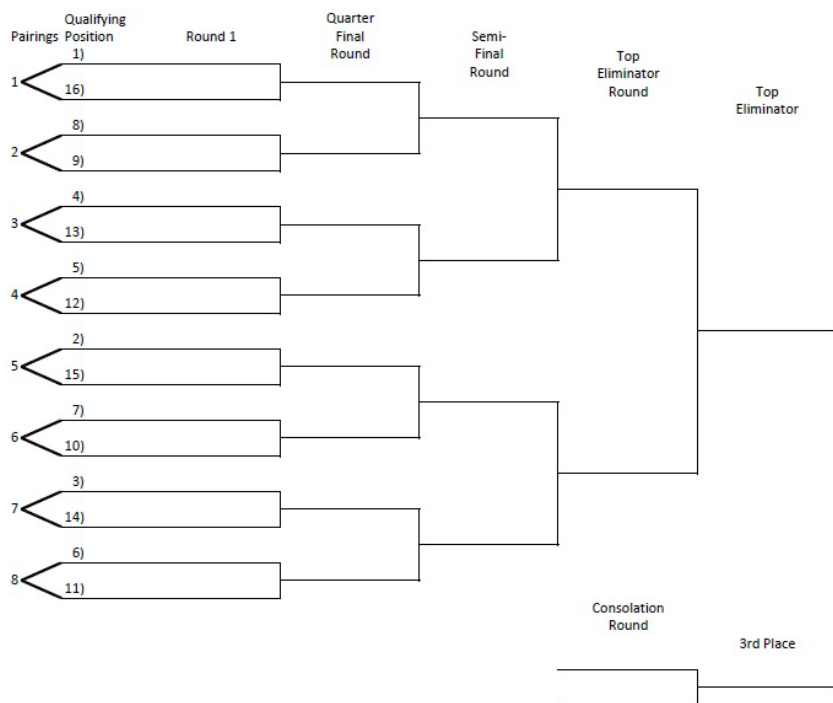 Pairings
Qualifying
Position
Round 1
Quarter
Final
Round
Semi-
Final
Round
Top
Eliminator
Round
Top
Eliminator
1
1)
16)
2
8)
9)
3
4)
13)
4
5)
12)
5
2)
15)
6
7)
10)
7
3)
14)
8
6)
11)
Consolation
Round
3rd Place